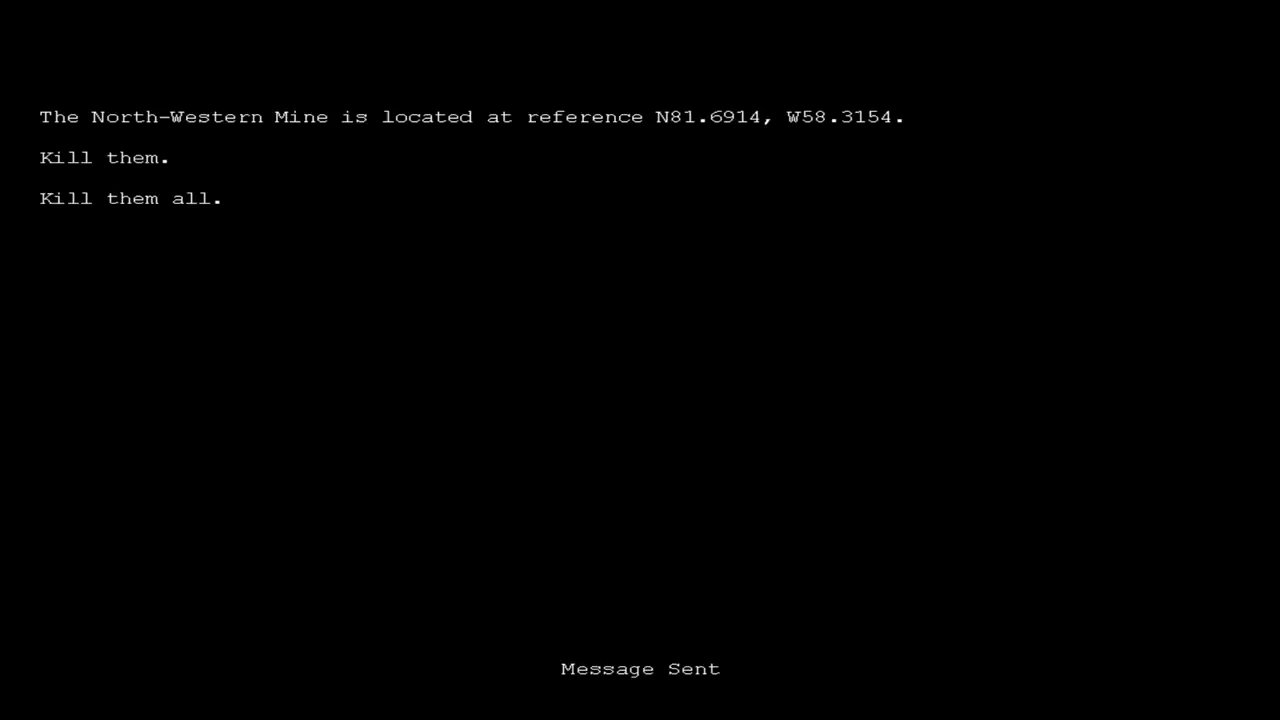 The North-Western Mine is located at reference N81.6914, W58.3154.
Kill them.
Kill them all.
Message Sent